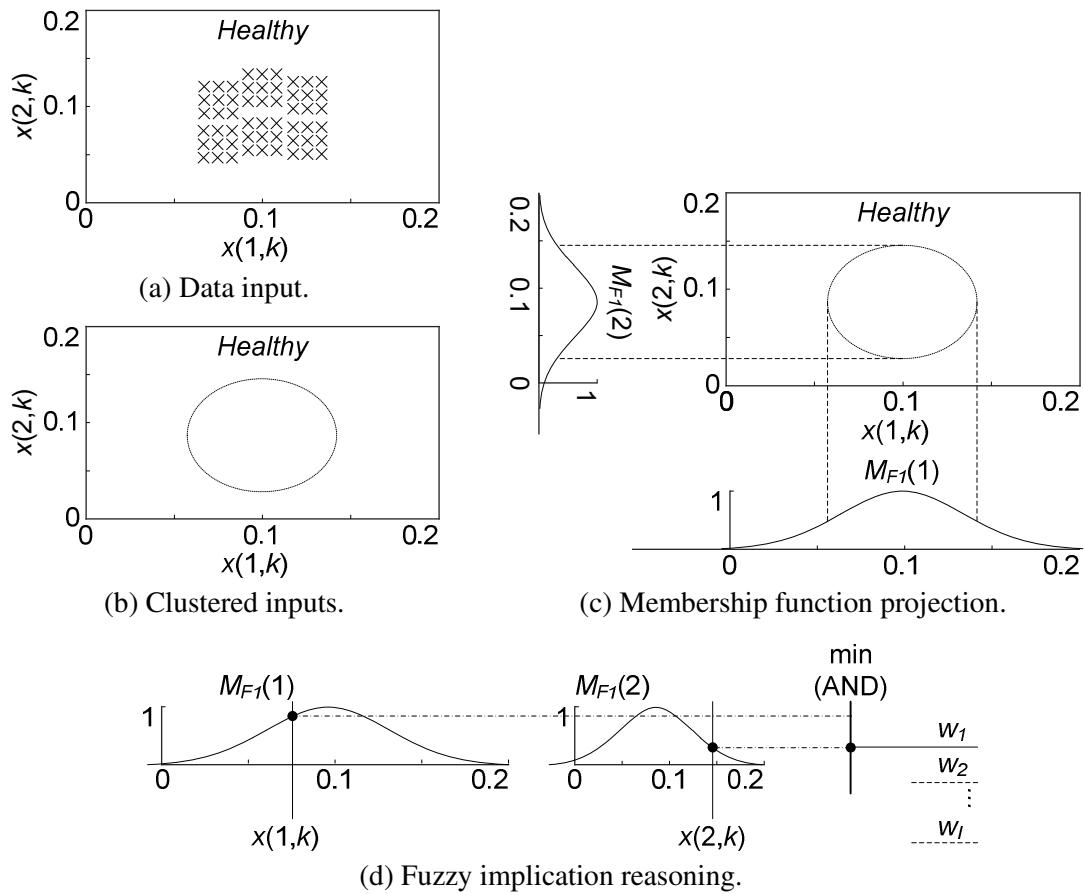 0.2
Healthy
x(2,k)
0.1
0
0
0.1
0.2
x(1,k)
(a) Data input.
0.2
Healthy
x(2,k)
0.1
0
0
0.1
0.2
x(1,k)
(b) Clustered inputs.
0.2
0.1
0
1
M_F1(2)
x(2,k)
0.2
Healthy
0.1
0
0
0.1
0.2
x(1,k)
M_F1(1)
1
0
0.1
0.2
(c) Membership function projection.
M_F1(1)
1
0
0.1
0.2
x(1,k)
M_F1(2)
1
0
0.1
0.2
x(2,k)
min
(AND)
w_1
w_2
⋮
w_I
(d) Fuzzy implication reasoning.